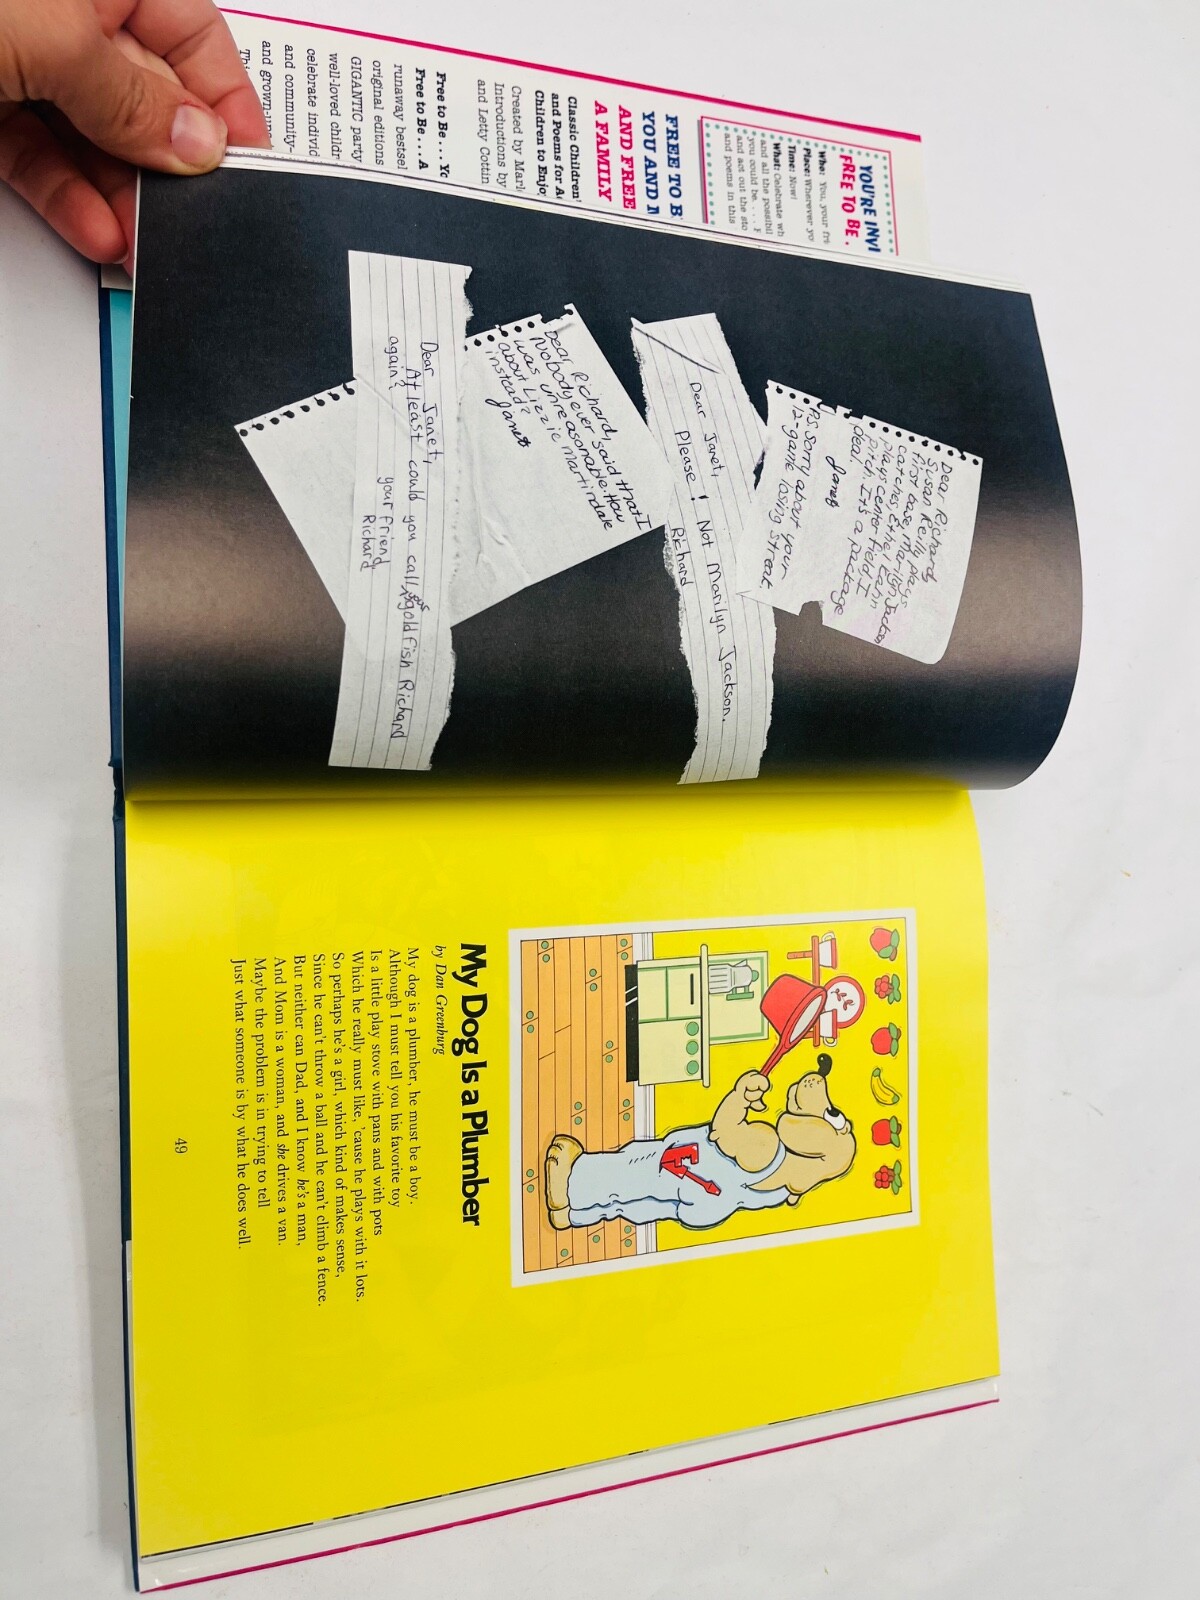 YOU'RE INVI
FREE TO BE .
Who: You, your fri
Place: Wherever yo
Time: Now!
What: Celebrate wh
and all the possibil
you could be. . . . F
and act out the sto
and poems in this
FREE TO B
YOU AND M
AND FREE
A FAMILY
Classic Children'
and Poems for Ad
Children to Enjo
Created by Marl
Introductions by
and Letty Cottin
Free to Be . . . Yo
Free to Be . . . A
runaway bestsel
original editions
GIGANTIC party
well-loved childr
celebrate individ
and community-
and grown-ups
Thi
Dear Richard,
Susan Reilly plays
first base, Marilyn Jackson
catches, Ethel Kahn
plays center field. I
pitch. It's a package
deal.
Janet
P.S. Sorry about your
12-game losing streak
Dear Janet,
Please! Not Marilyn Jackson.
Richard
Dear Richard,
Nobody ever said that I
was unreasonable. How
about Lizzie Martindale
instead?
Janet
Dear Janet,
At least could you call our goldfish Richard
again?
your friend,
Richard
F
My Dog Is a Plumber
by Dan Greenburg
My dog is a plumber, he must be a boy.
Although I must tell you his favorite toy
Is a little play stove with pans and with pots
Which he really must like, 'cause he plays with it lots.
So perhaps he's a girl, which kind of makes sense,
Since he can't throw a ball and he can't climb a fence.
But neither can Dad, and I know he's a man,
And Mom is a woman, and she drives a van.
Maybe the problem is in trying to tell
Just what someone is by what he does well.
49